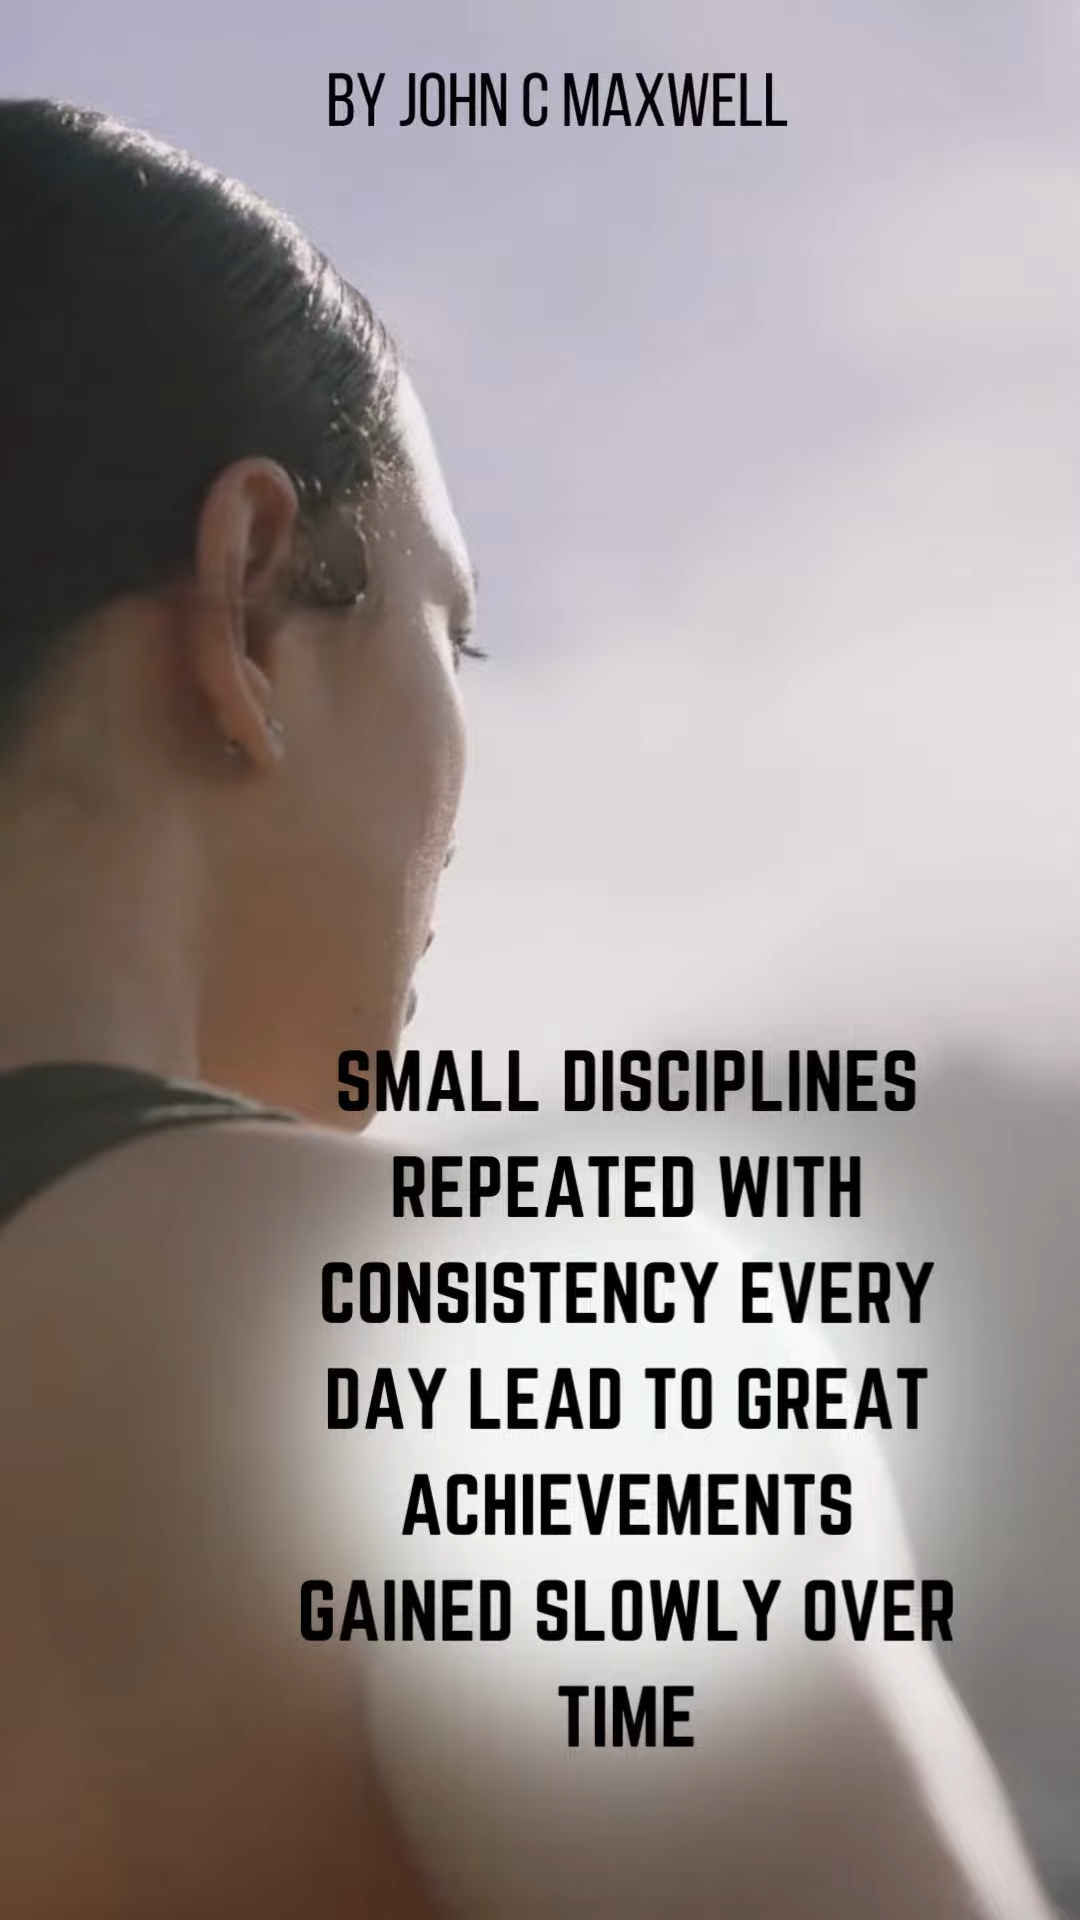 BY JOHN C MAXWELL
SMALL DISCIPLINES
REPEATED WITH
CONSISTENCY EVERY
DAY LEAD TO GREAT
ACHIEVEMENTS
GAINED SLOWLY OVER
TIME